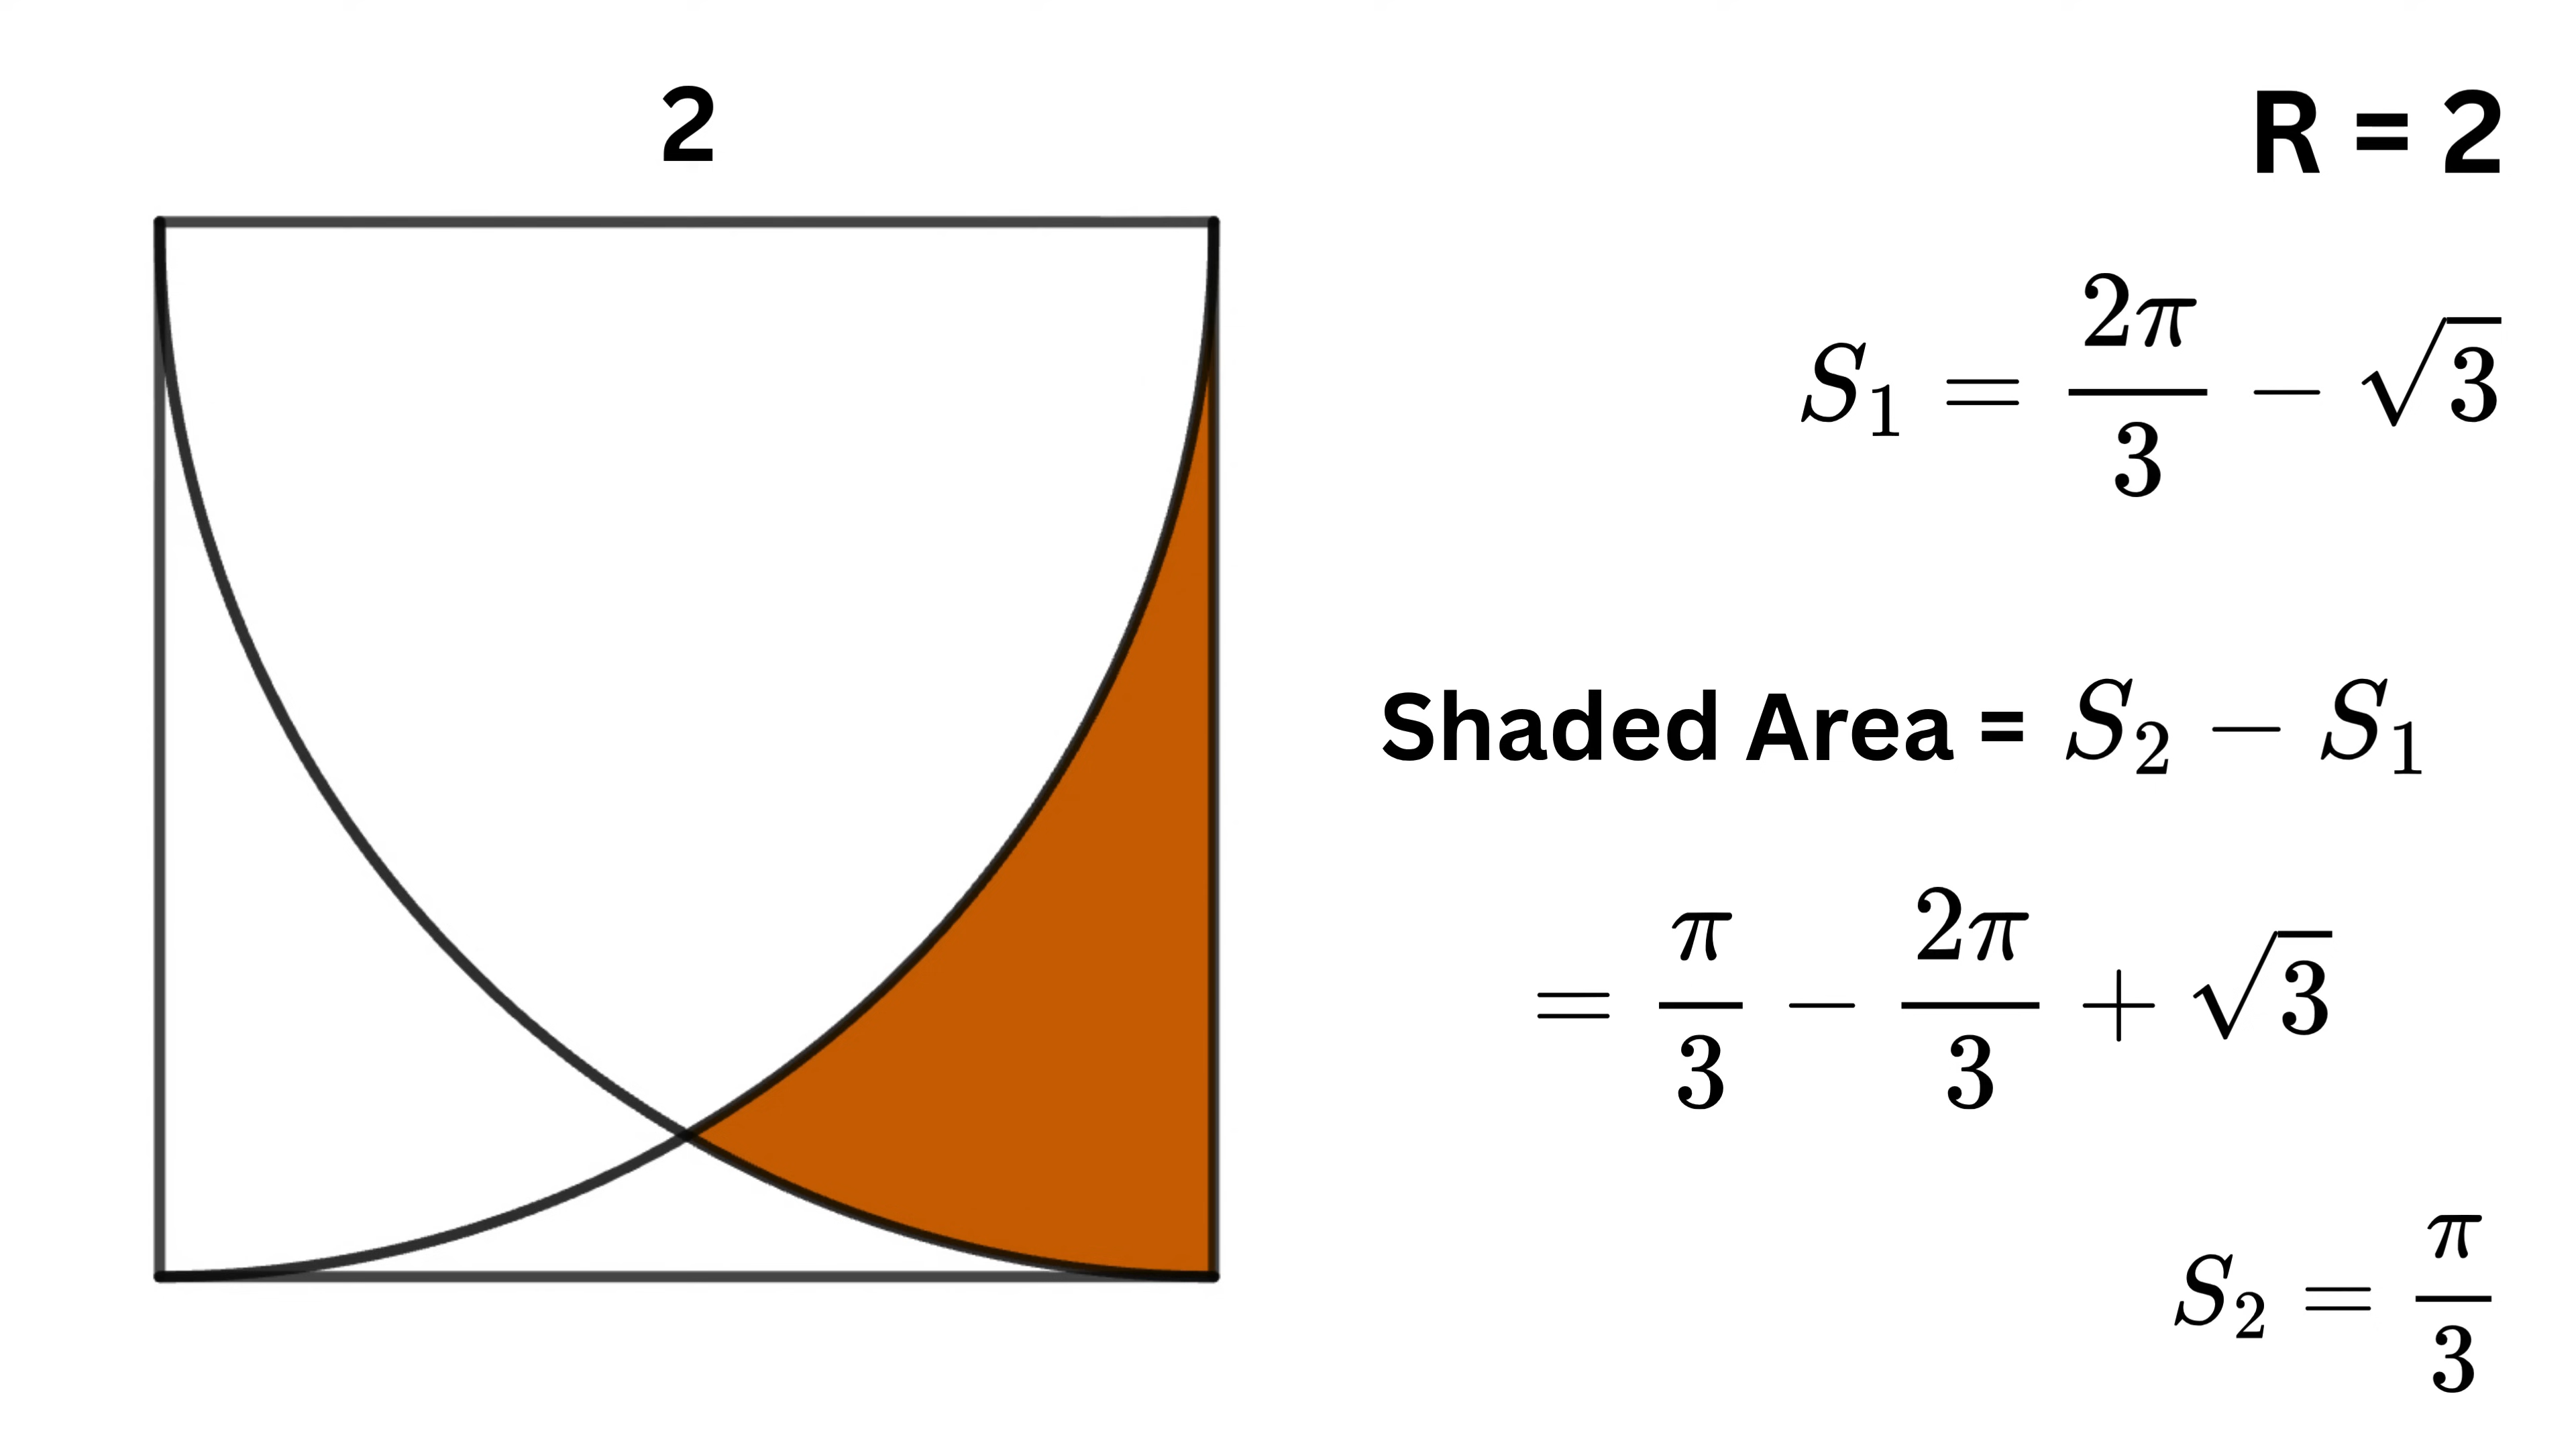 2
R = 2
S₁ = 2π/3 − √3
Shaded Area = S₂ − S₁
= π/3 − 2π/3 + √3
S₂ = π/3